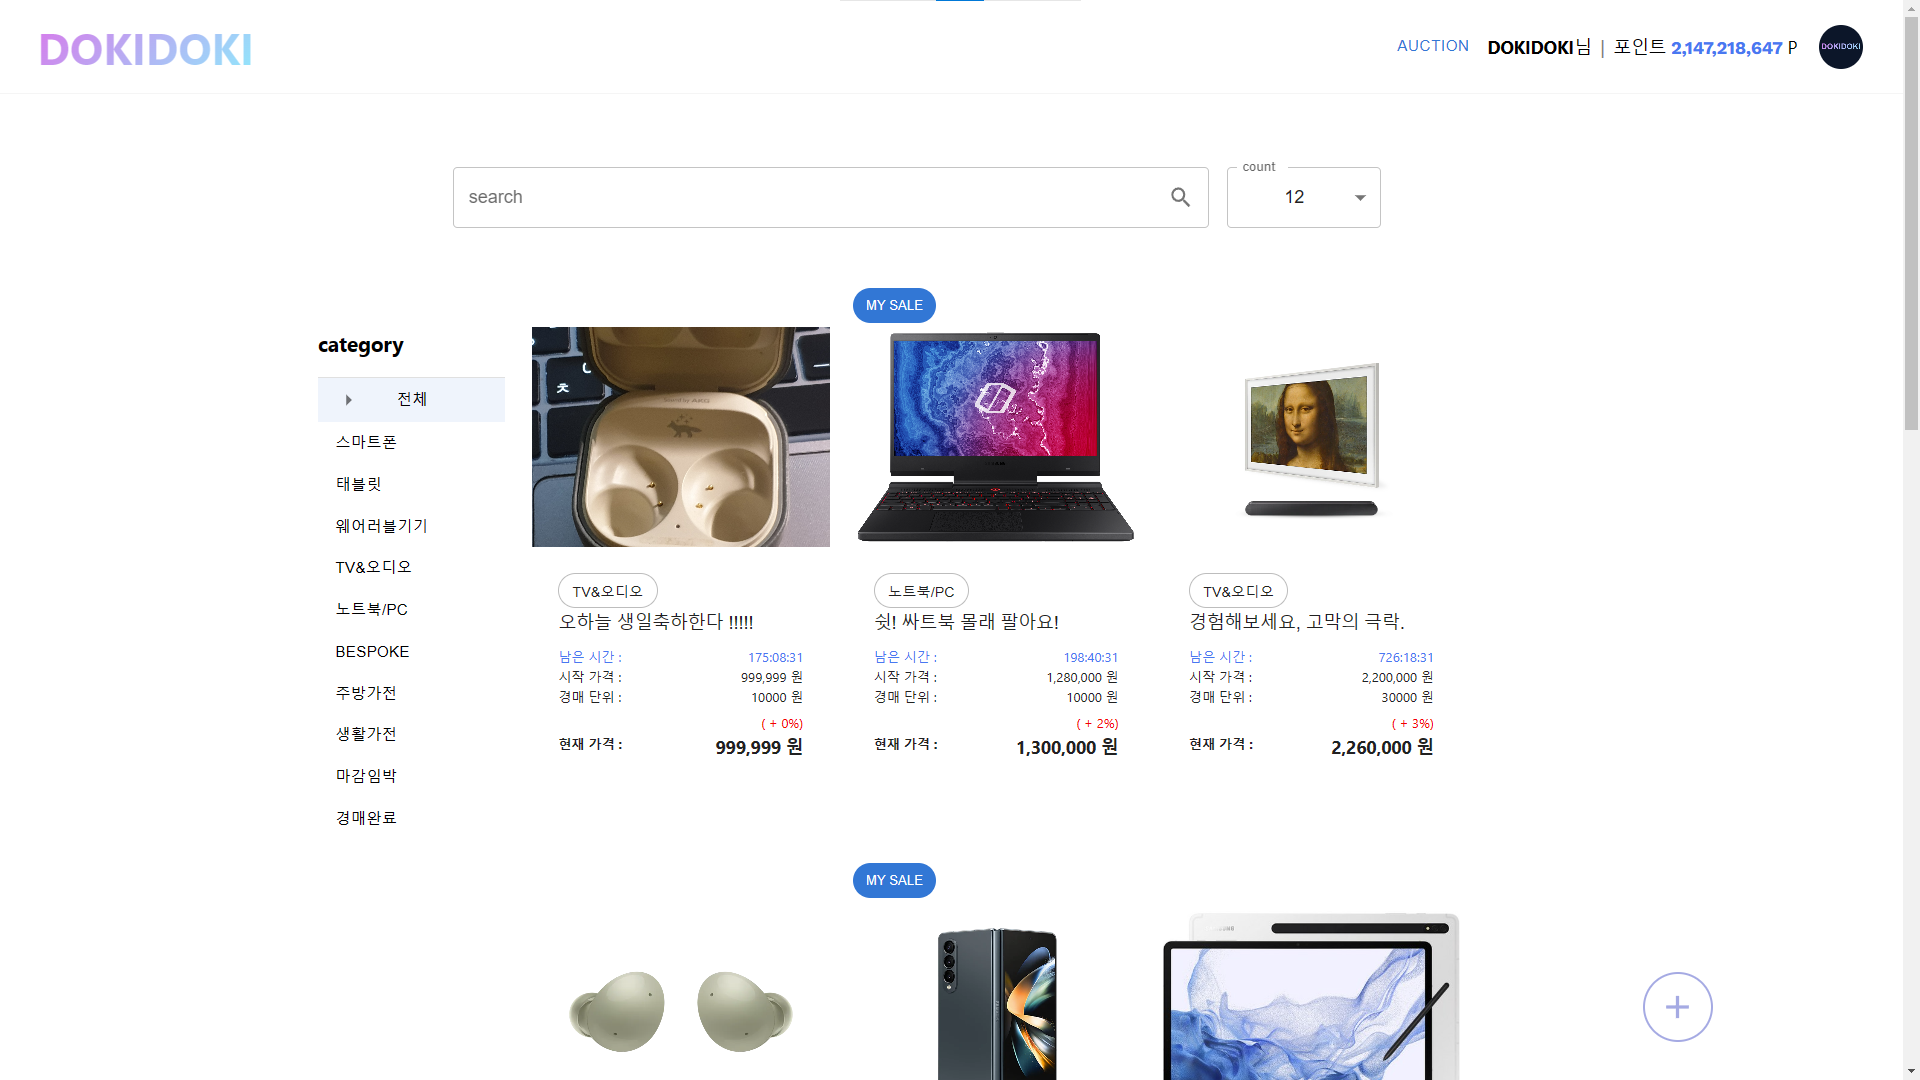 DOKIDOKI
AUCTION DOKIDOKI님 | 포인트 2,147,218,647 P DOKIDOKI
search
count
12
category
전체
스마트폰
태블릿
웨어러블기기
TV&오디오
노트북/PC
BESPOKE
주방가전
생활가전
마감임박
경매완료
ㅊ
TV&오디오
오하늘 생일축하한다 !!!!!
남은 시간 : 175:08:31
시작 가격 : 999,999 원
경매 단위 : 10000 원
( + 0%)
현재 가격 : 999,999 원
MY SALE
노트북/PC
쉿! 싸트북 몰래 팔아요!
남은 시간 : 198:40:31
시작 가격 : 1,280,000 원
경매 단위 : 10000 원
( + 2%)
현재 가격 : 1,300,000 원
TV&오디오
경험해보세요, 고막의 극락.
남은 시간 : 726:18:31
시작 가격 : 2,200,000 원
경매 단위 : 30000 원
( + 3%)
현재 가격 : 2,260,000 원
MY SALE
+